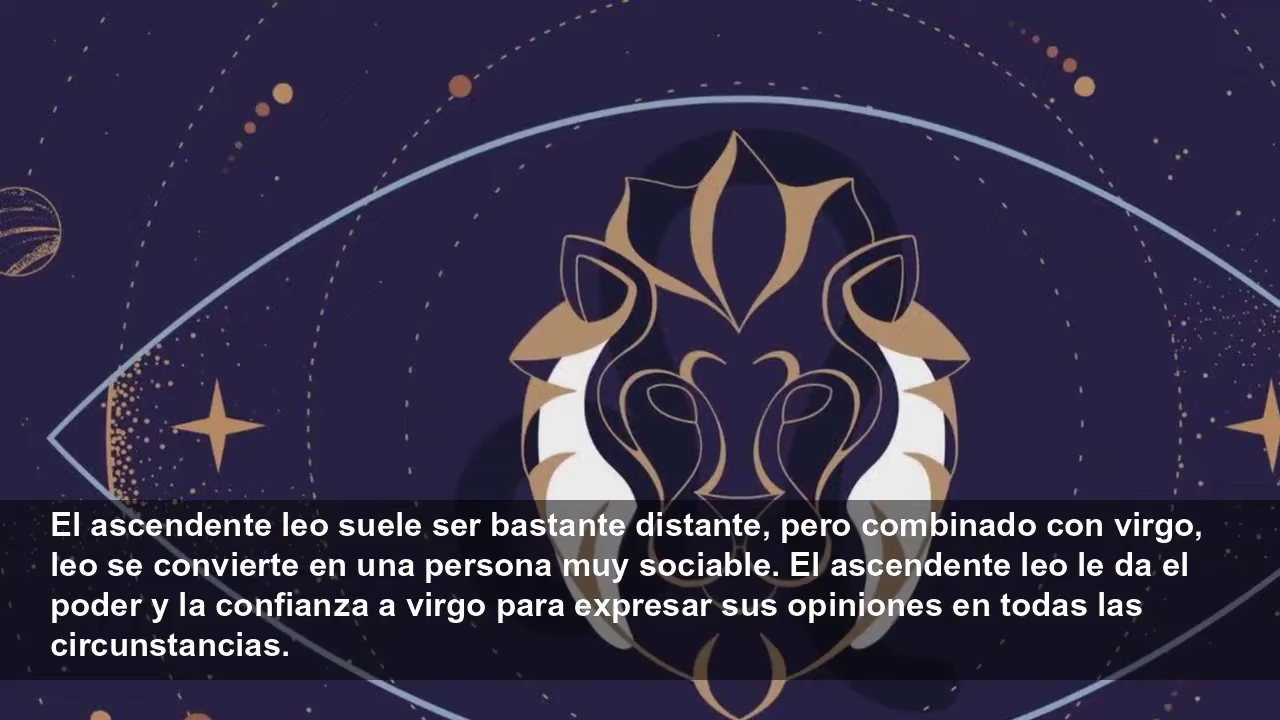 El ascendente leo suele ser bastante distante, pero combinado con virgo,
leo se convierte en una persona muy sociable. El ascendente leo le da el
poder y la confianza a virgo para expresar sus opiniones en todas las
circunstancias.